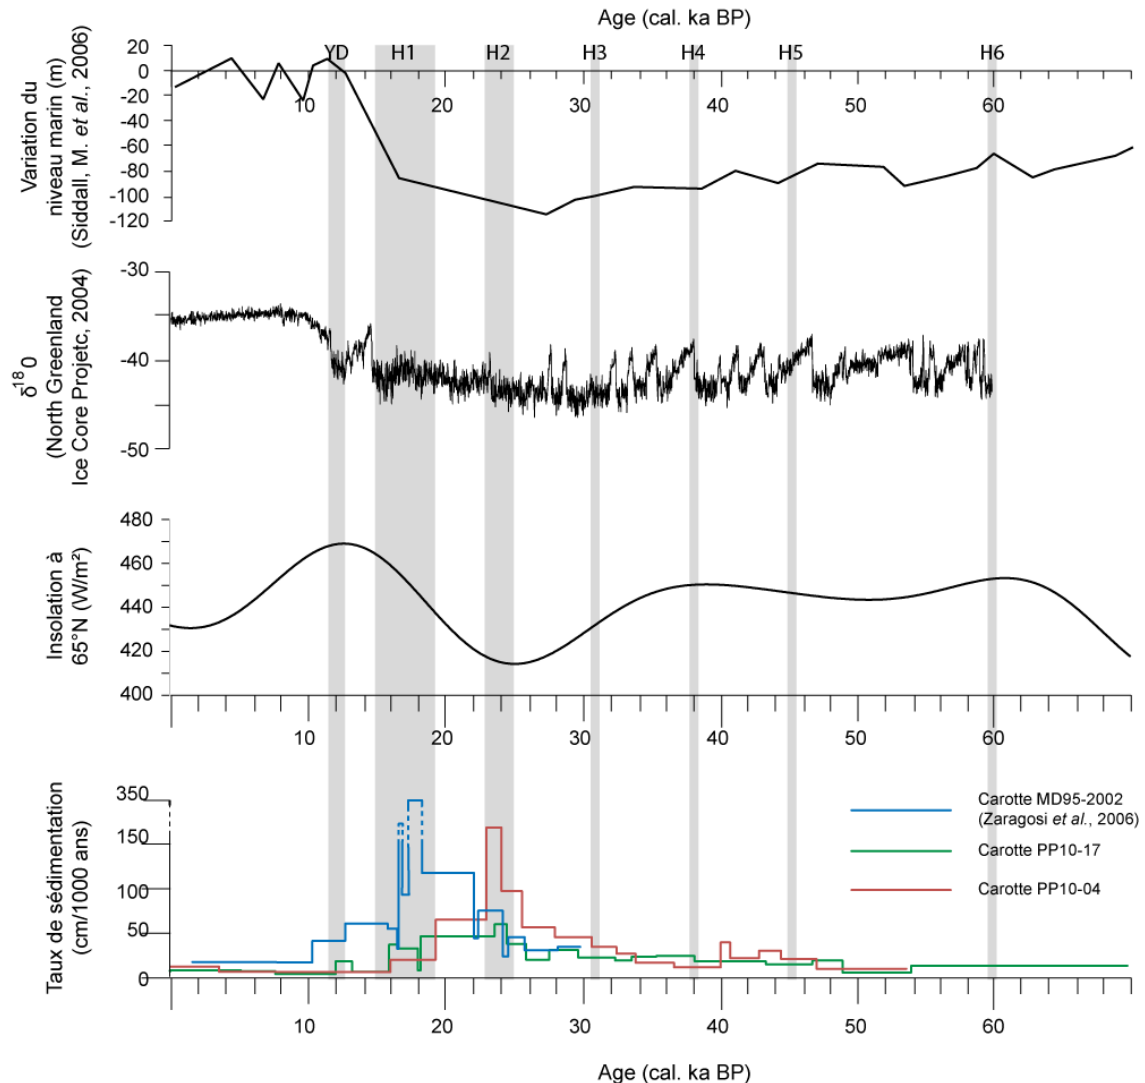 Age (cal. ka BP)
YD H1 H2 H3 H4 H5 H6
Variation du
niveau marin (m)
(Siddall, M. et al., 2006)
20
0
-20
-40
-60
-80
-100
-120
10 20 30 40 50 60
δ18 0
(North Greenland
Ice Core Projetc, 2004)
-30
-40
-50
Insolation à
65°N (W/m²)
480
460
440
420
400
10 20 30 40 50 60
Taux de sédimentation
(cm/1000 ans)
350
150
100
50
0
Carotte MD95-2002
(Zaragosi et al., 2006)
Carotte PP10-17
Carotte PP10-04
10 20 30 40 50 60
Age (cal. ka BP)